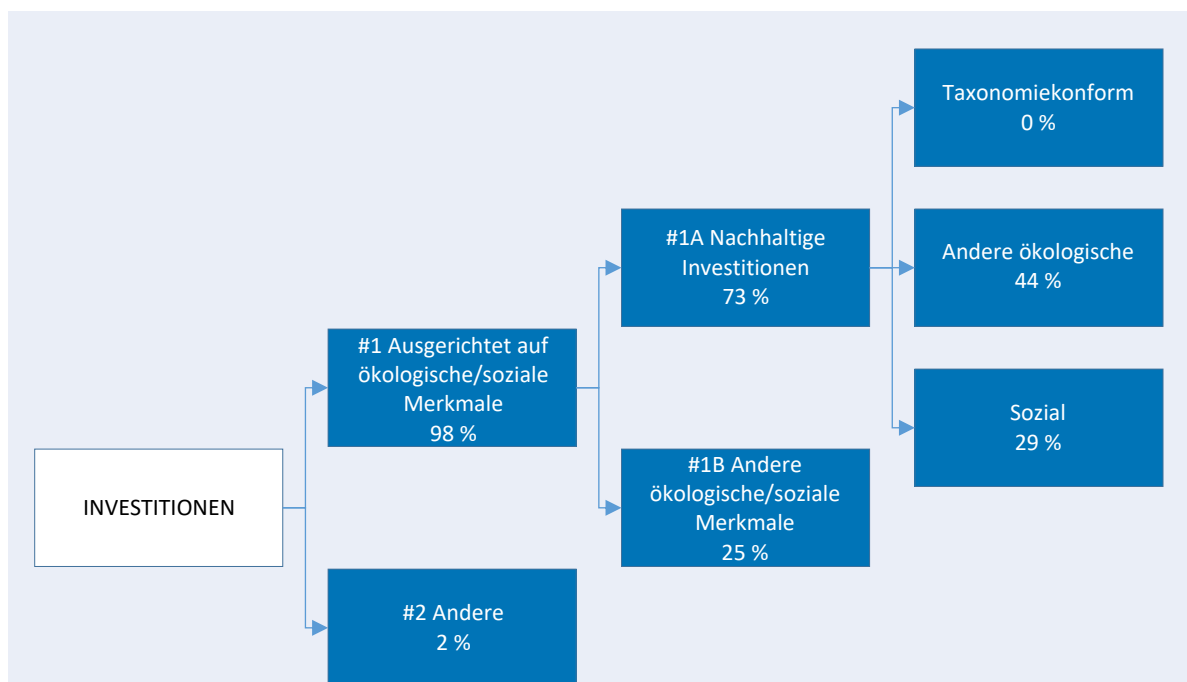 Taxonomiekonform
0 %
#1A Nachhaltige
Investitionen
73 %
Andere ökologische
44 %
#1 Ausgerichtet auf
ökologische/soziale
Merkmale
98 %
Sozial
29 %
INVESTITIONEN
#1B Andere
ökologische/soziale
Merkmale
25 %
#2 Andere
2 %